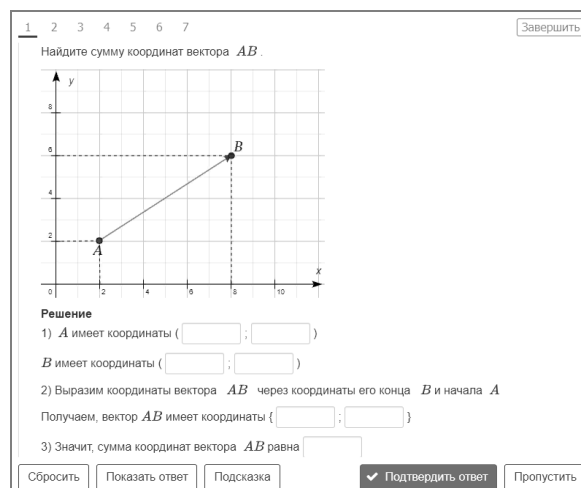 1 2 3 4 5 6 7
Завершить
Найдите сумму координат вектора AB .
y
8
6
B
4
2
A
x
0 2 4 6 8 10
Решение
1) A имеет координаты ( ; )
B имеет координаты ( ; )
2) Выразим координаты вектора AB через координаты его конца B и начала A
Получаем, вектор AB имеет координаты { ; }
3) Значит, сумма координат вектора AB равна
Сбросить Показать ответ Подсказка ✔ Подтвердить ответ Пропустить